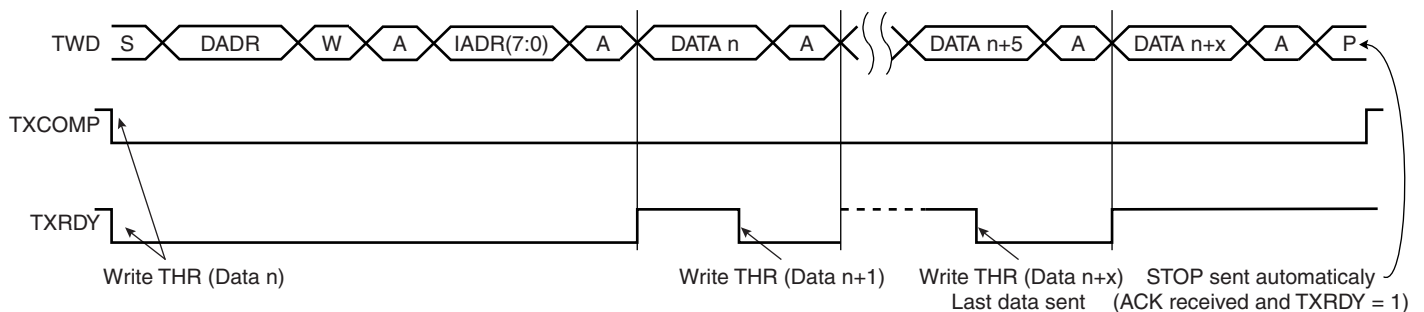 TWD S DADR W A IADR(7:0) A DATA n A DATA n+5 A DATA n+x A P
TXCOMP
TXRDY
Write THR (Data n) Write THR (Data n+1) Write THR (Data n+x) STOP sent automaticaly
Last data sent (ACK received and TXRDY = 1)